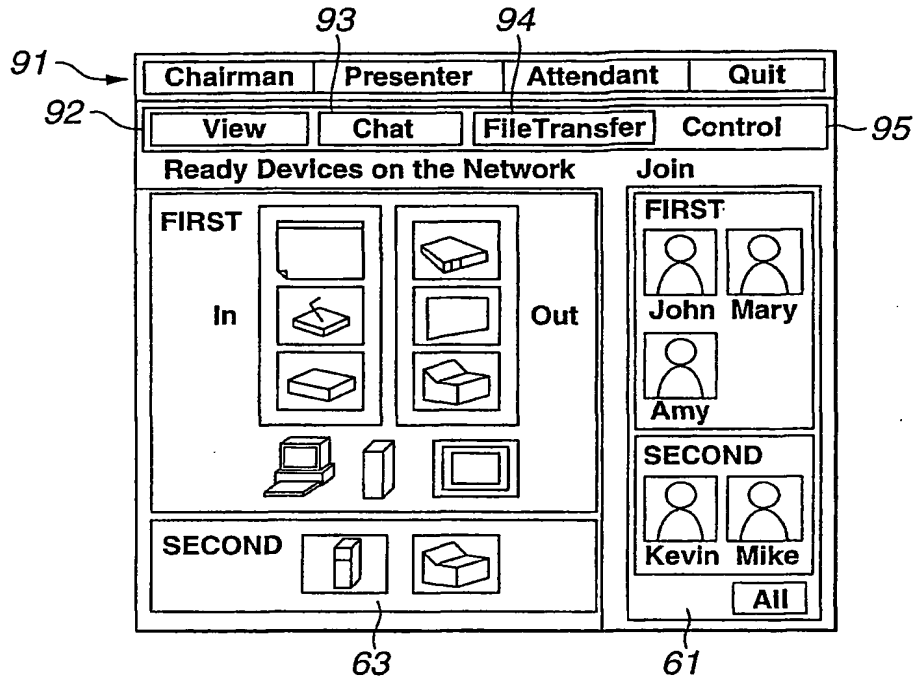 93 94
91 Chairman Presenter Attendant Quit
92 View Chat FileTransfer Control 95
Ready Devices on the Network Join
FIRST FIRST
In Out John Mary
Amy
SECOND
SECOND
Kevin Mike
All
63 61